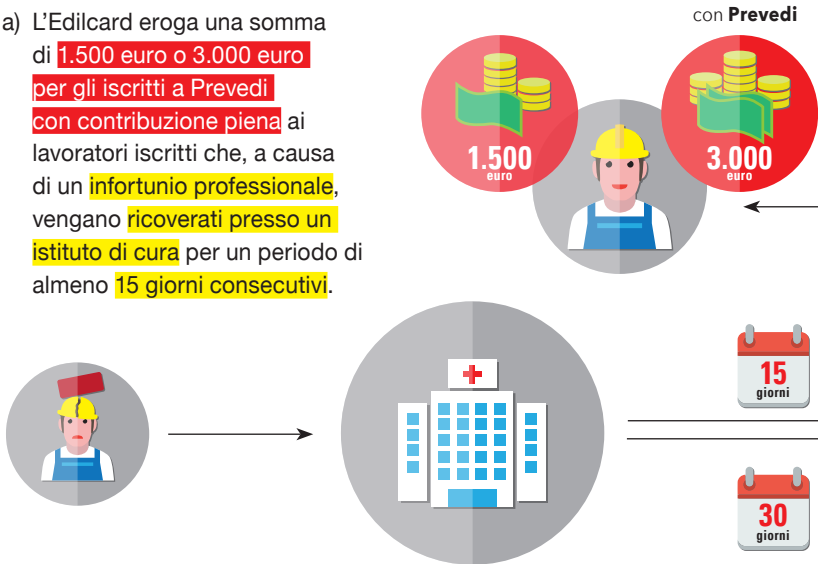 a) L’Edilcard eroga una somma
di 1.500 euro o 3.000 euro
per gli iscritti a Prevedi
con contribuzione piena ai
lavoratori iscritti che, a causa
di un infortunio professionale,
vengano ricoverati presso un
istituto di cura per un periodo di
almeno 15 giorni consecutivi.
con Prevedi
1.500
euro
3.000
euro
15
giorni
30
giorni